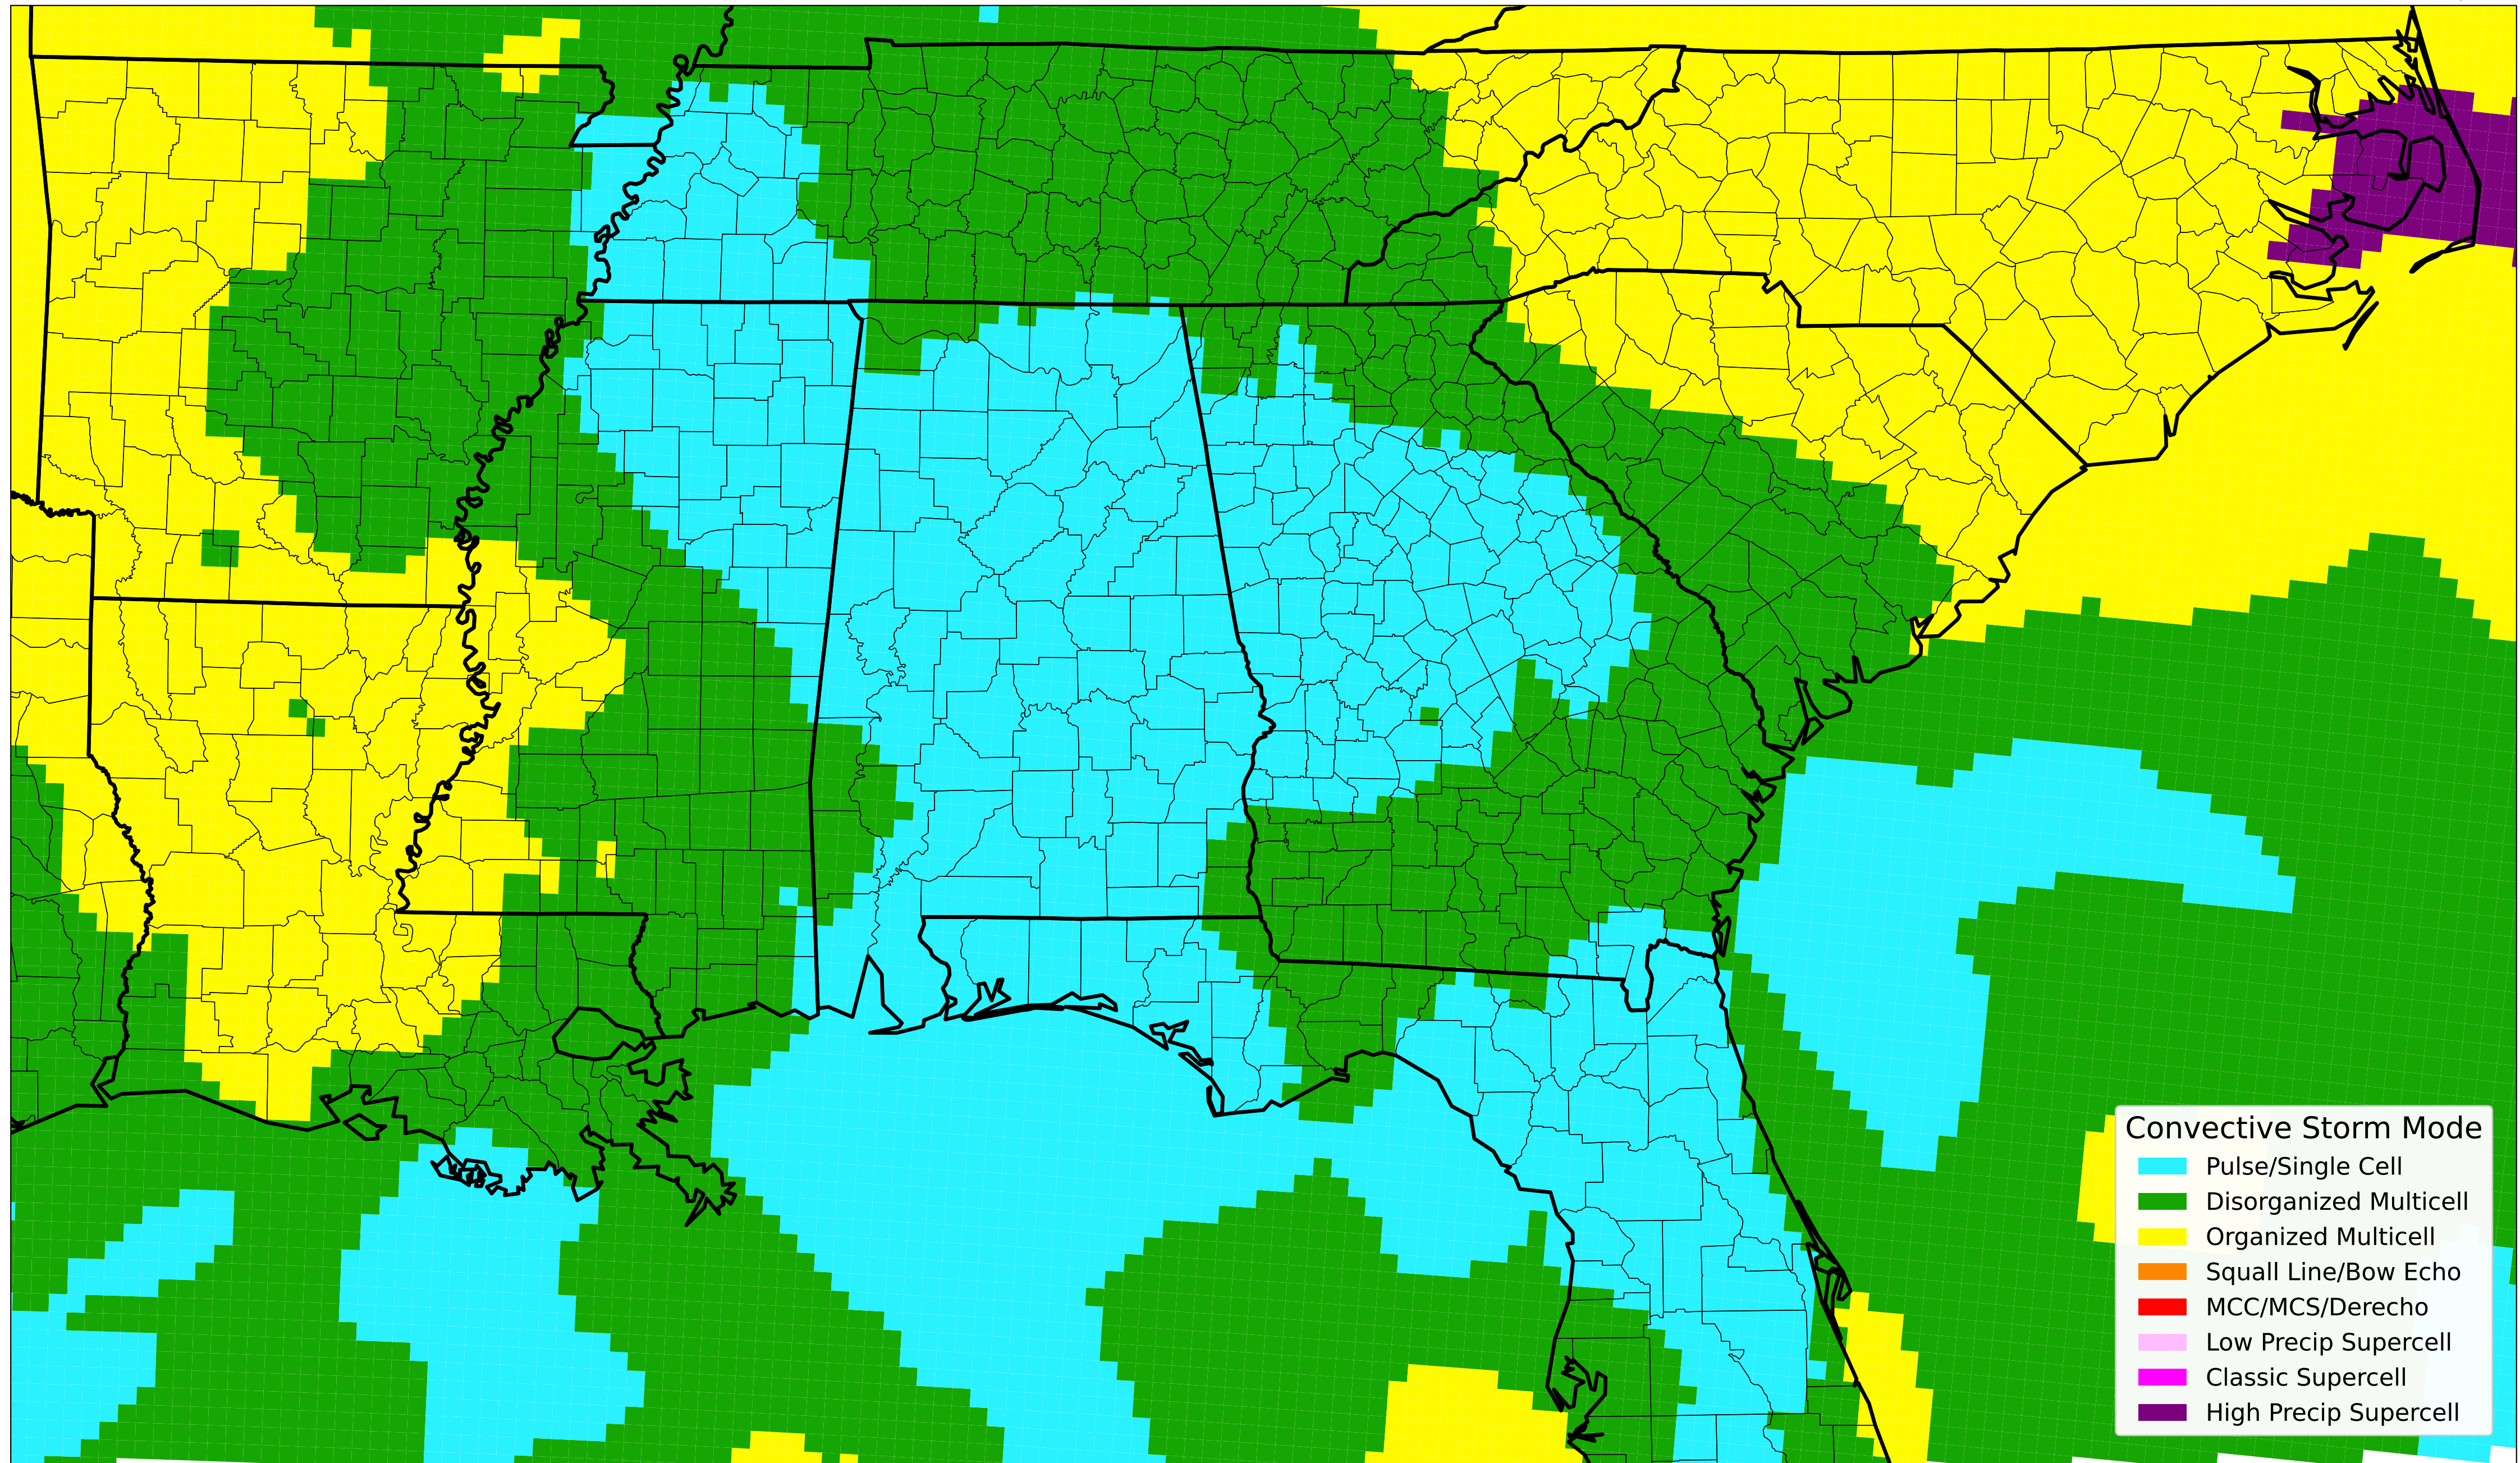 Convective Storm Mode
Pulse/Single Cell
Disorganized Multicell
Organized Multicell
Squall Line/Bow Echo
MCC/MCS/Derecho
Low Precip Supercell
Classic Supercell
High Precip Supercell